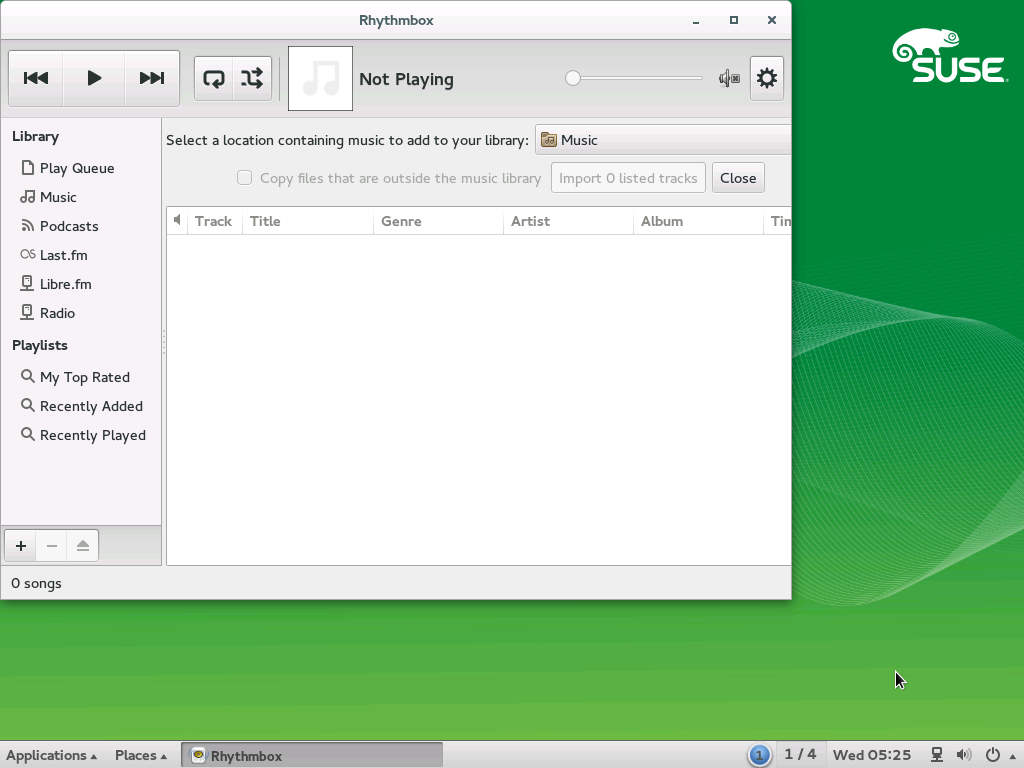 Rhythmbox
Not Playing
Library
Play Queue
Music
Podcasts
Last.fm
Libre.fm
Radio
Playlists
My Top Rated
Recently Added
Recently Played
Select a location containing music to add to your library: Music
Copy files that are outside the music library Import 0 listed tracks Close
Track Title Genre Artist Album
0 songs
SUSE
Applications Places Rhythmbox 1 1 / 4 Wed 05:25